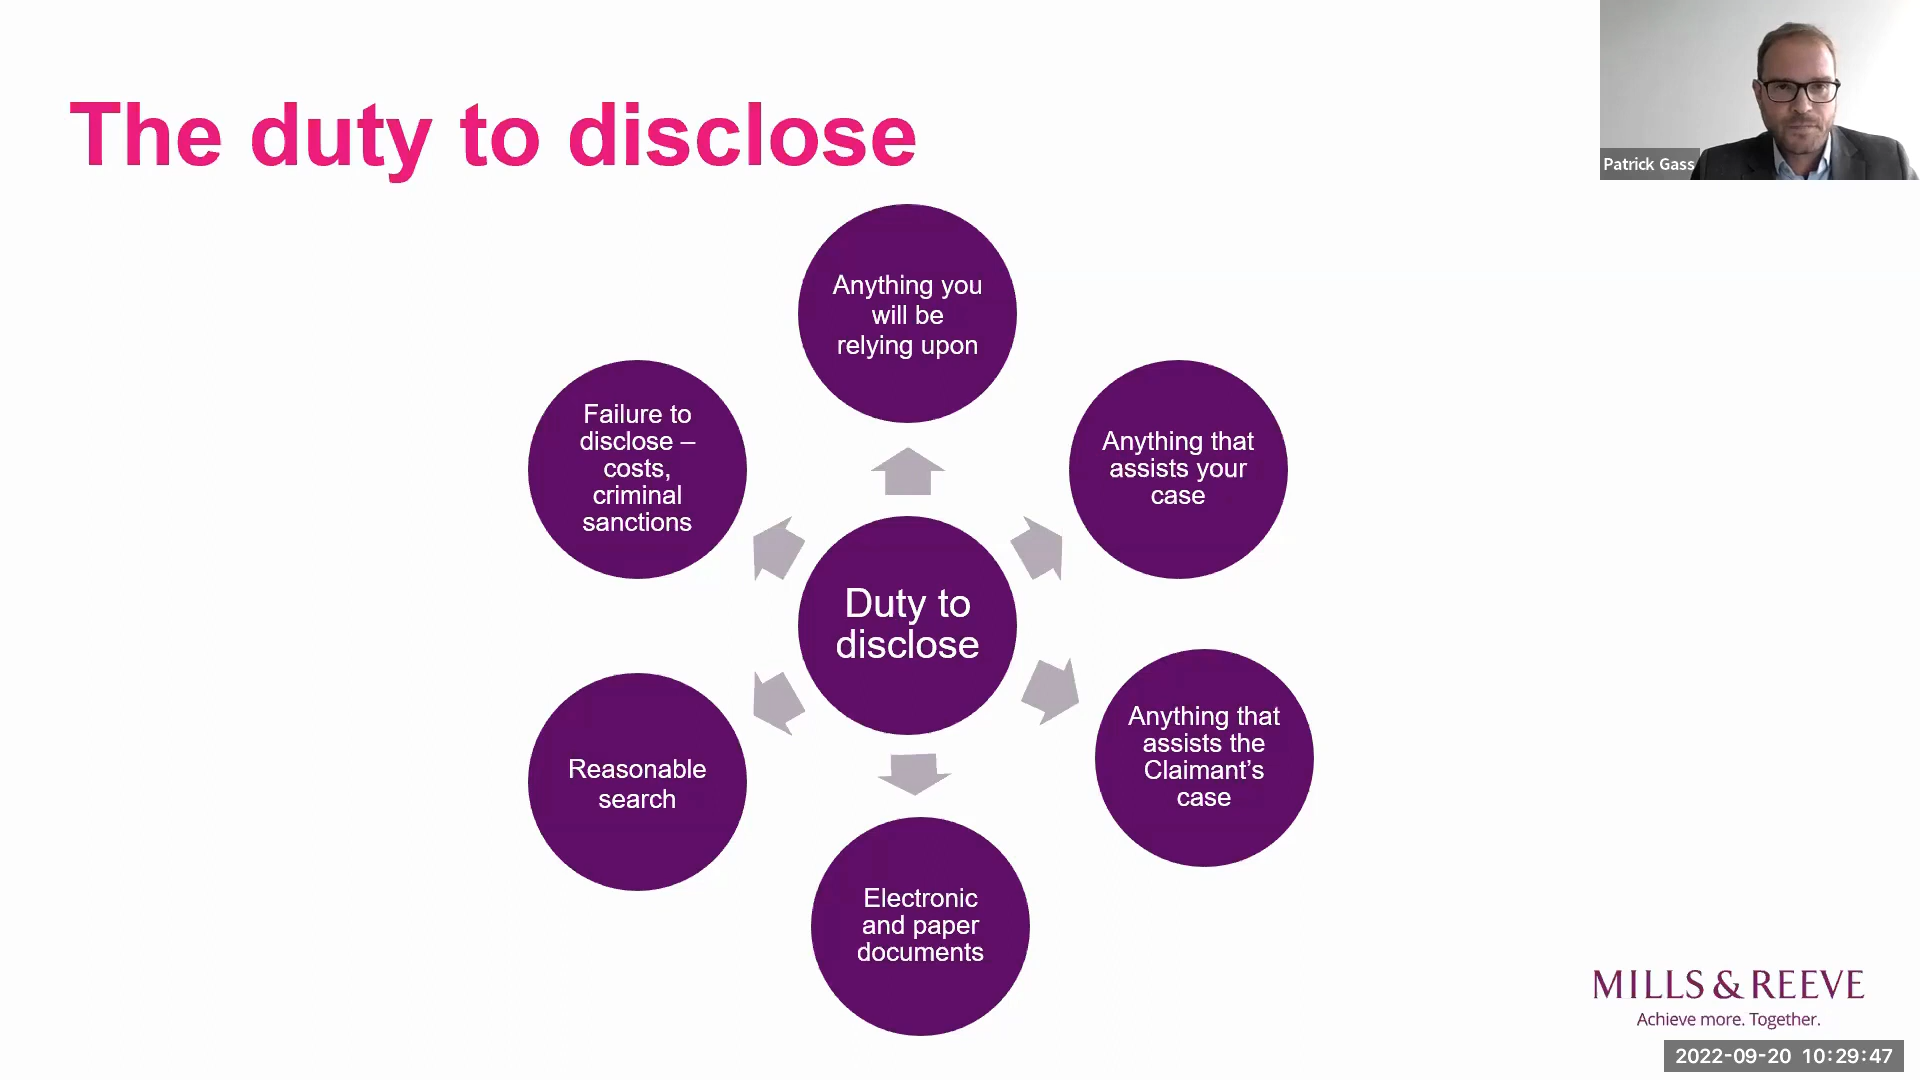 The duty to disclose
Patrick Gass
Anything you
will be
relying upon
Anything that
assists your
case
Anything that
assists the
Claimant’s
case
Electronic
and paper
documents
Reasonable
search
Failure to
disclose –
costs,
criminal
sanctions
Duty to
disclose
MILLS & REEVE
Achieve more. Together.
2022-09-20 10:29:47